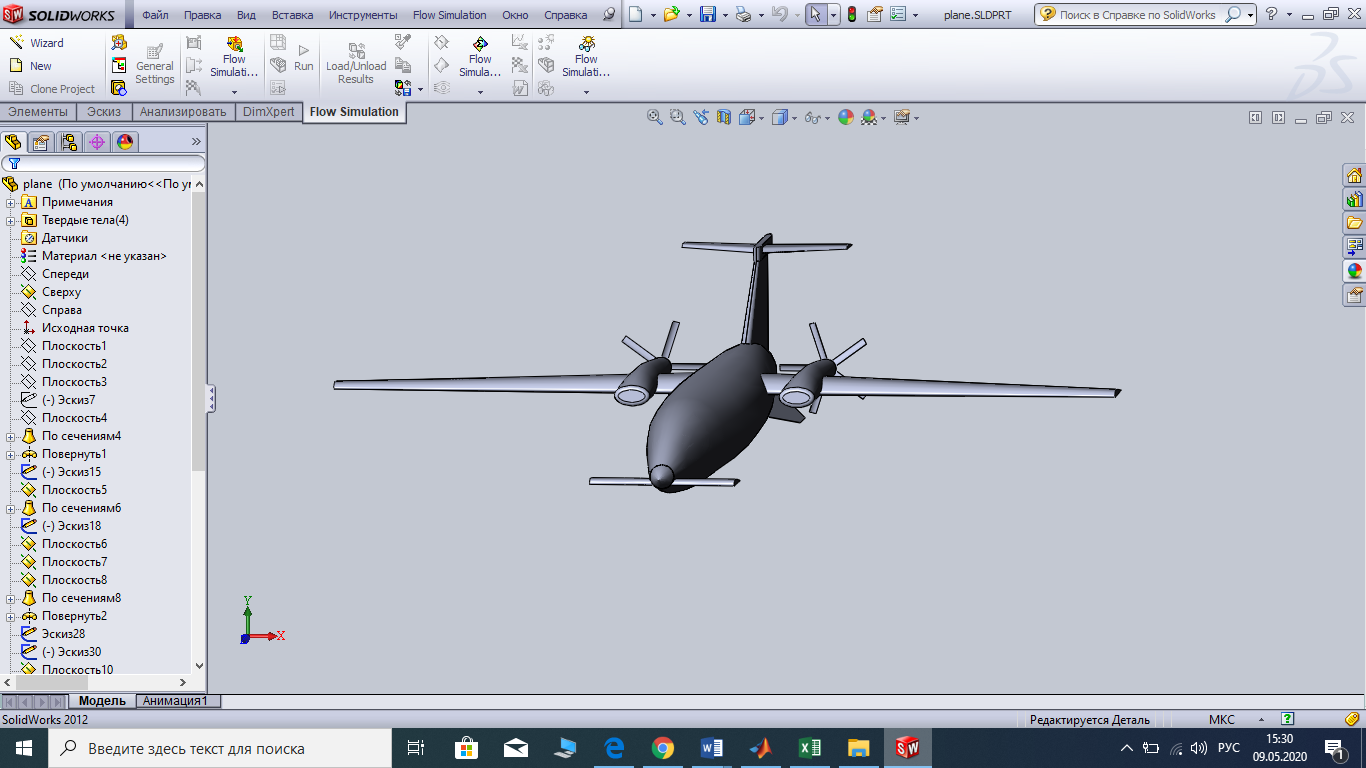 SOLIDWORKS Файл Правка Вид Вставка Инструменты Flow Simulation Окно Справка plane.SLDPRT Поиск в Справке по SolidWorks
Wizard
New
Clone Project
General Settings
Flow Simulati...
Run
Load/Unload Results
Flow Simula...
Flow Simulati...
Элементы Эскиз Анализировать DimXpert Flow Simulation
plane (По умолчанию<<По ум
Примечания
Твердые тела(4)
Датчики
Материал <не указан>
Спереди
Сверху
Справа
Исходная точка
Плоскость1
Плоскость2
Плоскость3
(-) Эскиз7
Плоскость4
По сечениям4
Повернуть1
(-) Эскиз15
Плоскость5
По сечениям6
(-) Эскиз18
Плоскость6
Плоскость7
Плоскость8
По сечениям8
Повернуть2
Эскиз28
(-) Эскиз30
Плоскость10
Y
X
Модель Анимация1
SolidWorks 2012 Редактируется Деталь МКС
Введите здесь текст для поиска
РУС
15:30
09.05.2020
1